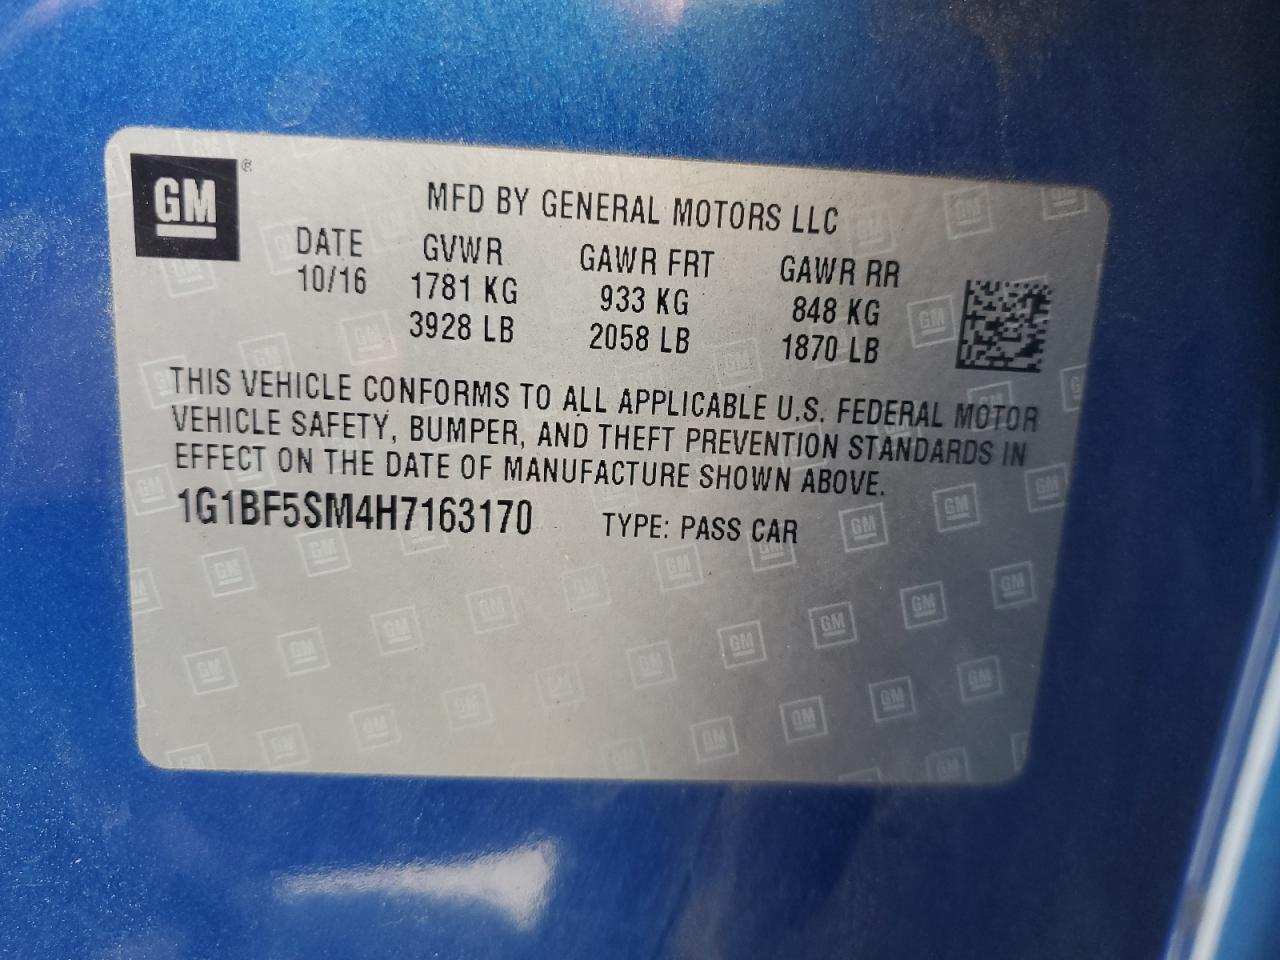 GM
MFD BY GENERAL MOTORS LLC
DATE GVWR GAWR FRT GAWR RR
10/16 1781 KG 933 KG 848 KG
3928 LB 2058 LB 1870 LB
THIS VEHICLE CONFORMS TO ALL APPLICABLE U.S. FEDERAL MOTOR
VEHICLE SAFETY, BUMPER, AND THEFT PREVENTION STANDARDS IN
EFFECT ON THE DATE OF MANUFACTURE SHOWN ABOVE.
1G1BF5SM4H7163170 TYPE: PASS CAR